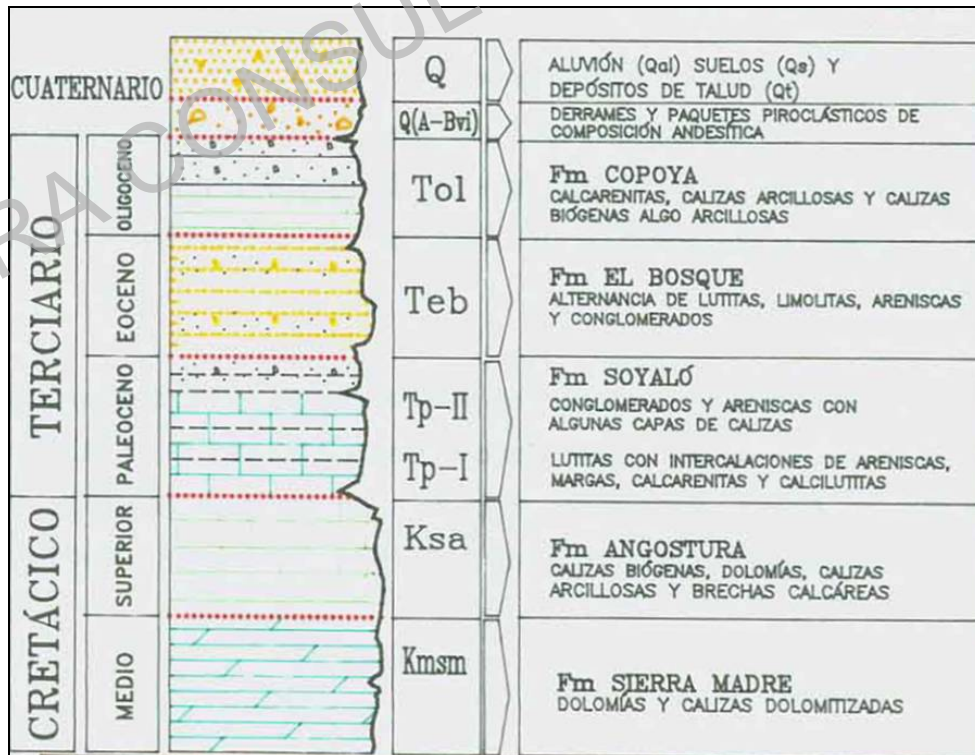 RA CONSUL
CUATERNARIO
Q
ALUVIÓN (Qal) SUELOS (Qs) Y
DEPÓSITOS DE TALUD (Qt)
Q(A-Bvi)
DERRAMES Y PAQUETES PIROCLÁSTICOS DE
COMPOSICIÓN ANDESÍTICA
TERCIARIO
OLIGOCENO
Tol
Fm COPOYA
CALCARENITAS, CALIZAS ARCILLOSAS Y CALIZAS
BIÓGENAS ALGO ARCILLOSAS
EOCENO
Teb
Fm EL BOSQUE
ALTERNANCIA DE LUTITAS, LIMOLITAS, ARENISCAS
Y CONGLOMERADOS
PALEOCENO
Tp-II
Fm SOYALÓ
CONGLOMERADOS Y ARENISCAS CON
ALGUNAS CAPAS DE CALIZAS
Tp-I
LUTITAS CON INTERCALACIONES DE ARENISCAS,
MARGAS, CALCARENITAS Y CALCILUTITAS
CRETÁCICO
SUPERIOR
Ksa
Fm ANGOSTURA
CALIZAS BIÓGENAS, DOLOMÍAS, CALIZAS
ARCILLOSAS Y BRECHAS CALCÁREAS
MEDIO
Kmsm
Fm SIERRA MADRE
DOLOMÍAS Y CALIZAS DOLOMITIZADAS